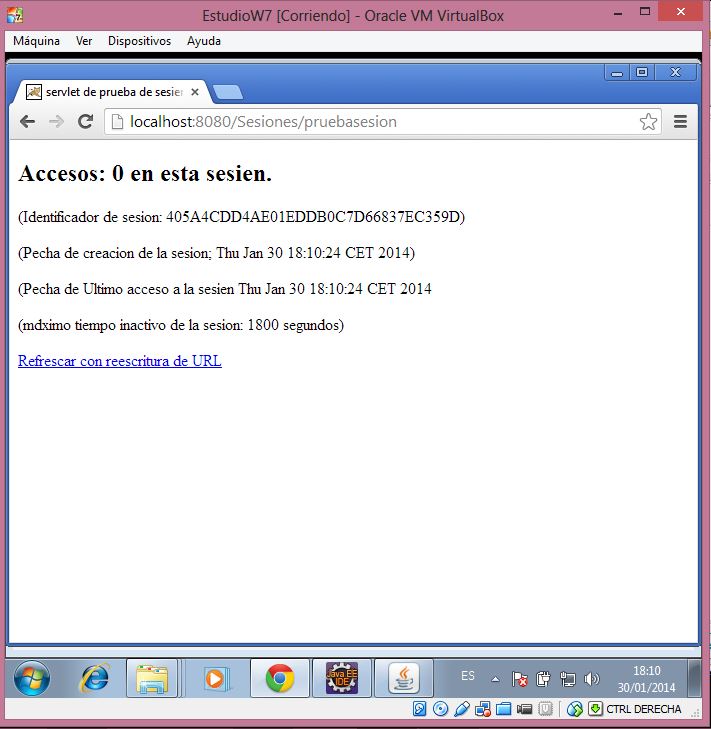 EstudioW7 [Corriendo] - Oracle VM VirtualBox
Máquina Ver Dispositivos Ayuda
servlet de prueba de sesien
localhost:8080/Sesiones/pruebasesion
Accesos: 0 en esta sesien.
(Identificador de sesion: 405A4CDD4AE01EDDB0C7D66837EC359D)
(Pecha de creacion de la sesion; Thu Jan 30 18:10:24 CET 2014)
(Pecha de Ultimo acceso a la sesien Thu Jan 30 18:10:24 CET 2014
(mdximo tiempo inactivo de la sesion: 1800 segundos)
Refrescar con reescritura de URL
Java EE
IDE
ES
18:10
30/01/2014
CTRL DERECHA